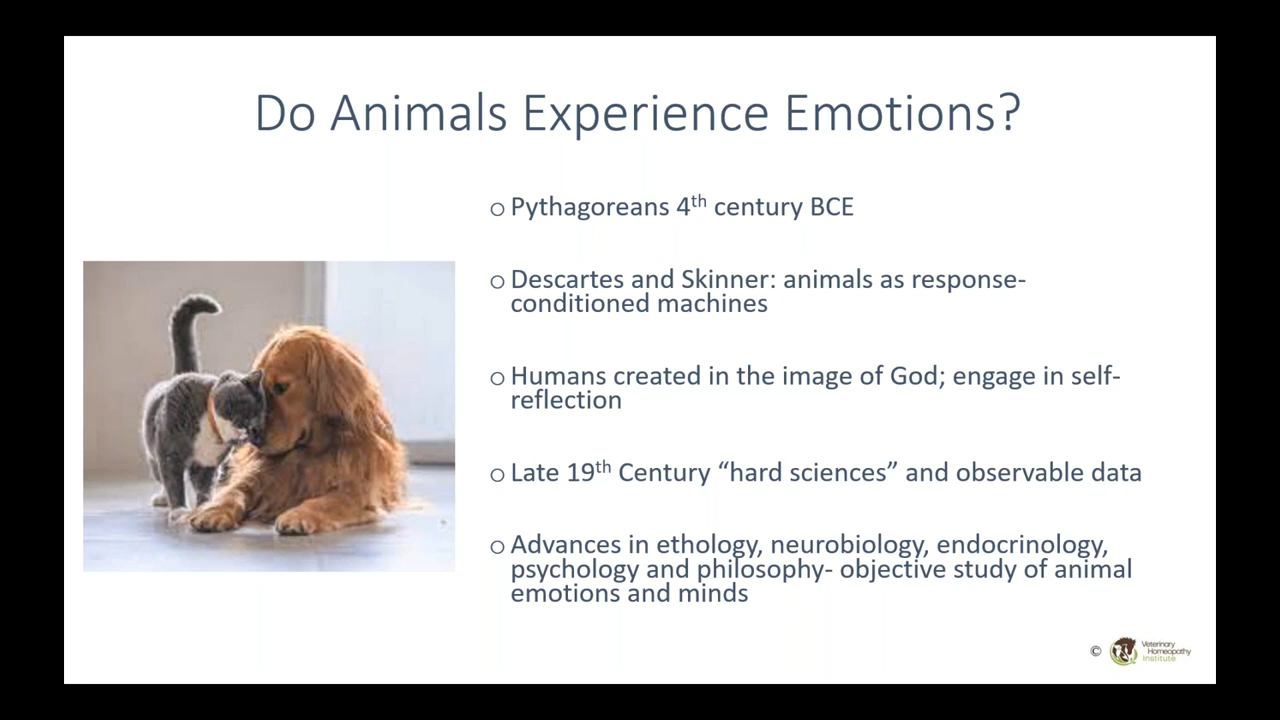 Do Animals Experience Emotions?
o Pythagoreans 4th century BCE
o Descartes and Skinner: animals as response-
conditioned machines
o Humans created in the image of God; engage in self-
reflection
o Late 19th Century “hard sciences” and observable data
o Advances in ethology, neurobiology, endocrinology,
psychology and philosophy- objective study of animal
emotions and minds
© Veterinary
Homeopathy
Institute